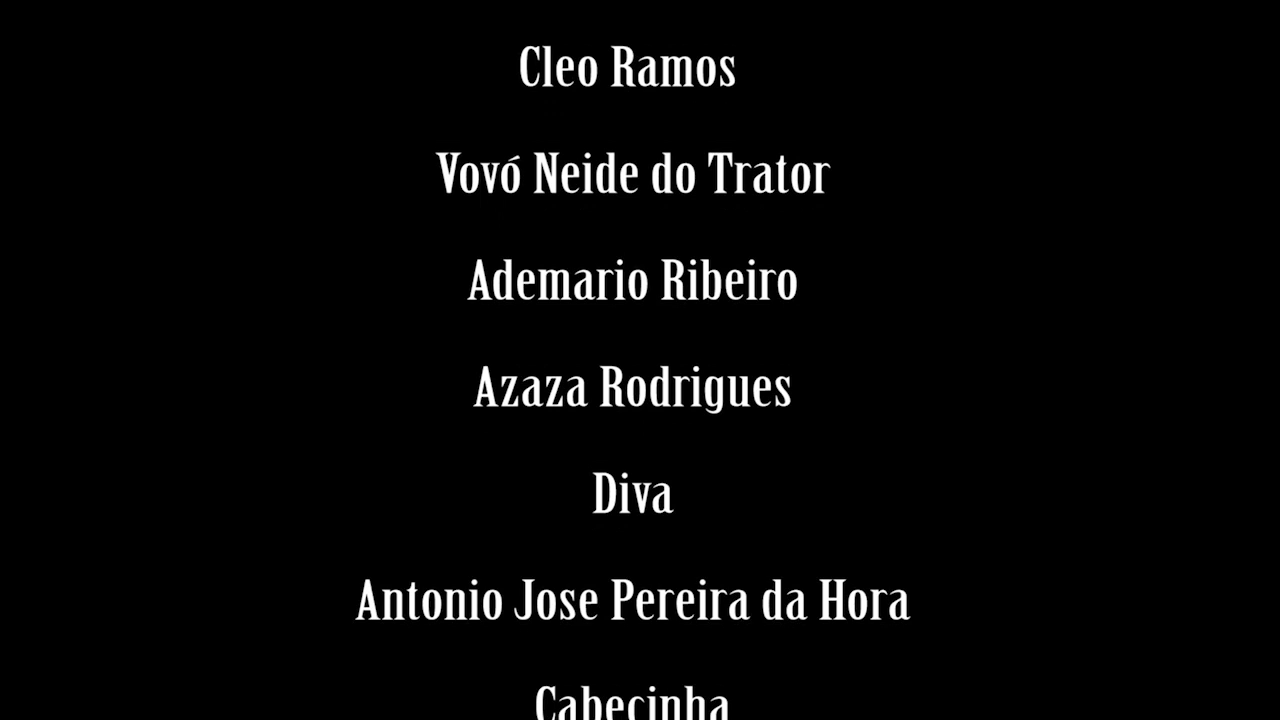 Cleo Ramos
Vovó Neide do Trator
Ademario Ribeiro
Azaza Rodrigues
Diva
Antonio Jose Pereira da Hora
Cabecinha